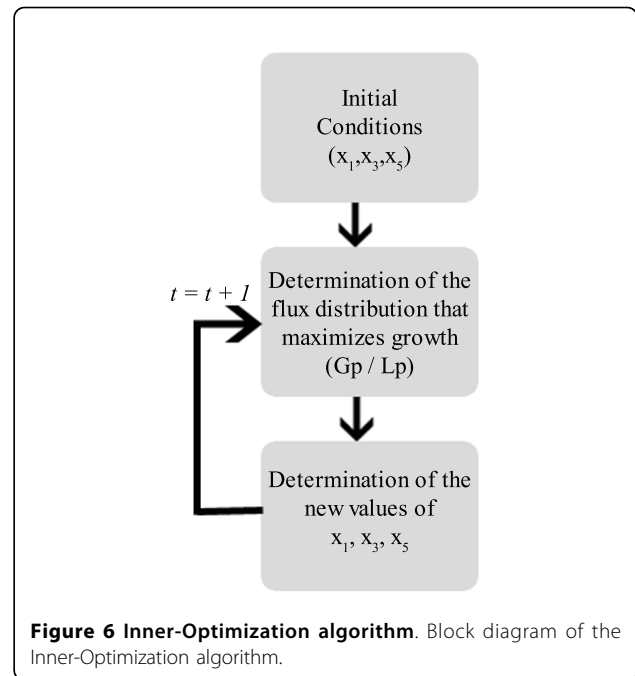 Initial
Conditions
(x₁,x₃,x₅)
t = t + 1
Determination of the
flux distribution that
maximizes growth
(Gp / Lp)
Determination of the
new values of
x₁, x₃, x₅
Figure 6 Inner-Optimization algorithm. Block diagram of the
Inner-Optimization algorithm.